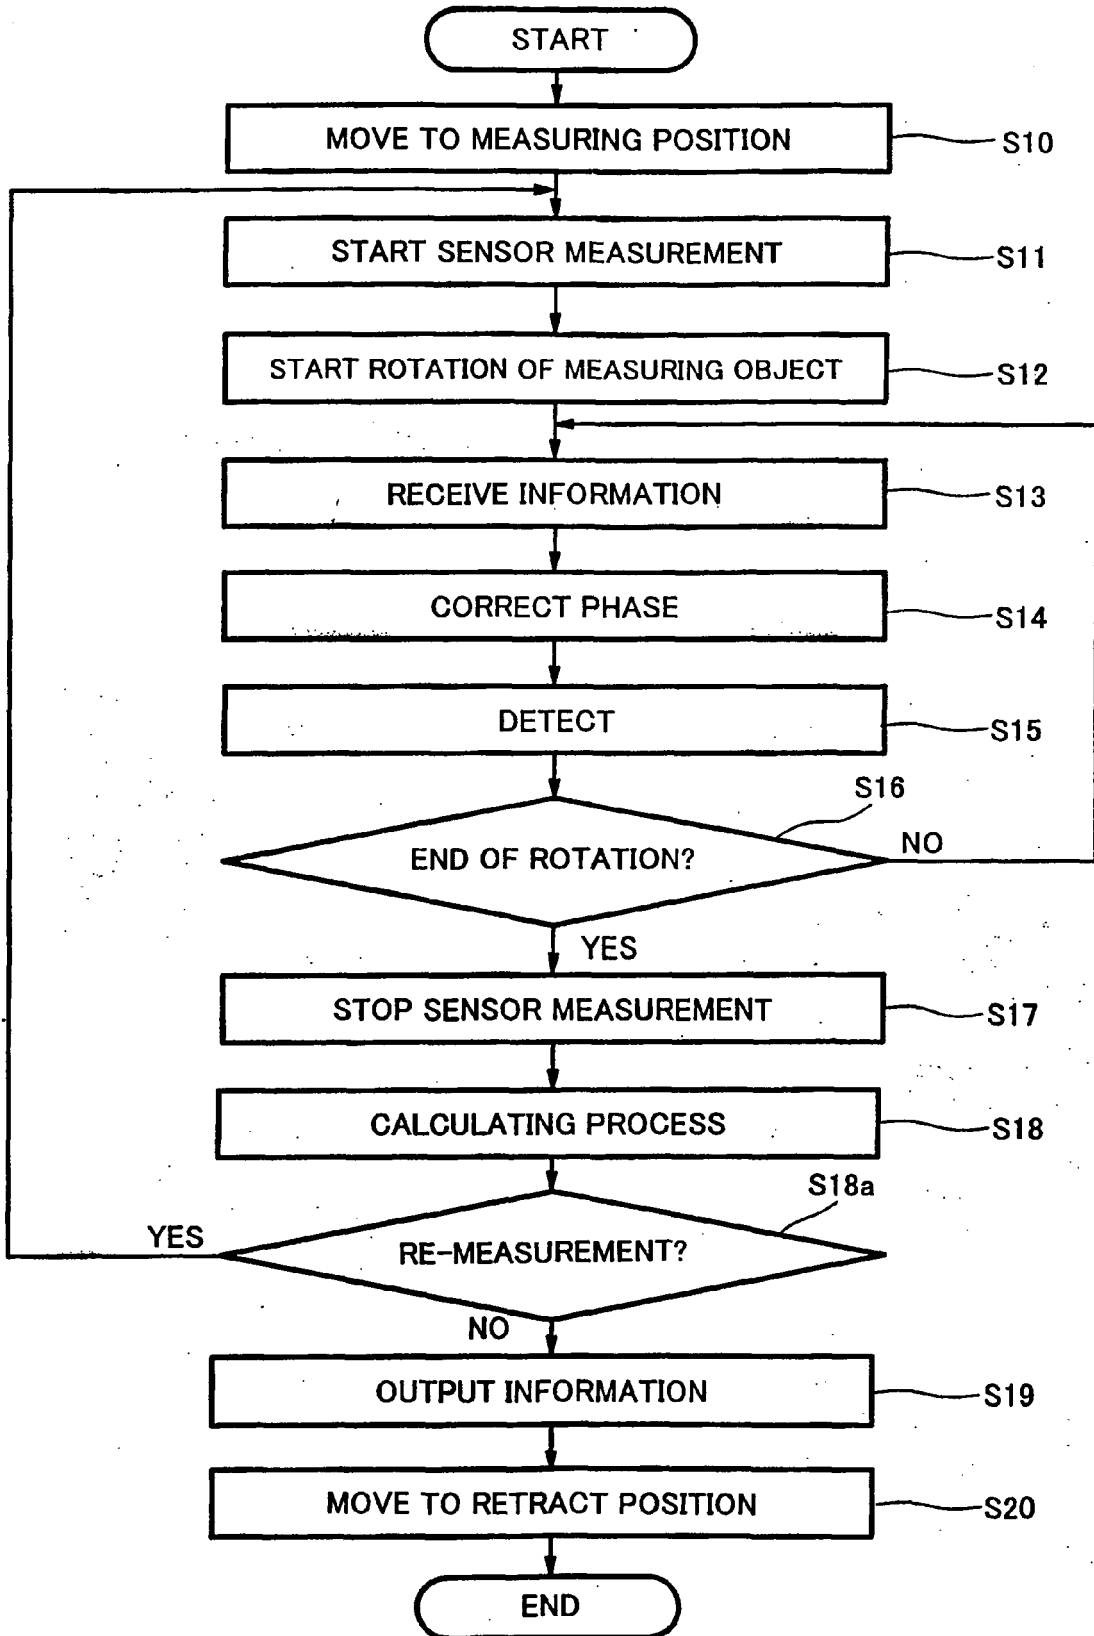 START
MOVE TO MEASURING POSITION
S10
START SENSOR MEASUREMENT
S11
START ROTATION OF MEASURING OBJECT
S12
RECEIVE INFORMATION
S13
CORRECT PHASE
S14
DETECT
S15
S16
END OF ROTATION?
NO
YES
STOP SENSOR MEASUREMENT
S17
CALCULATING PROCESS
S18
S18a
YES
RE-MEASUREMENT?
NO
OUTPUT INFORMATION
S19
MOVE TO RETRACT POSITION
S20
END